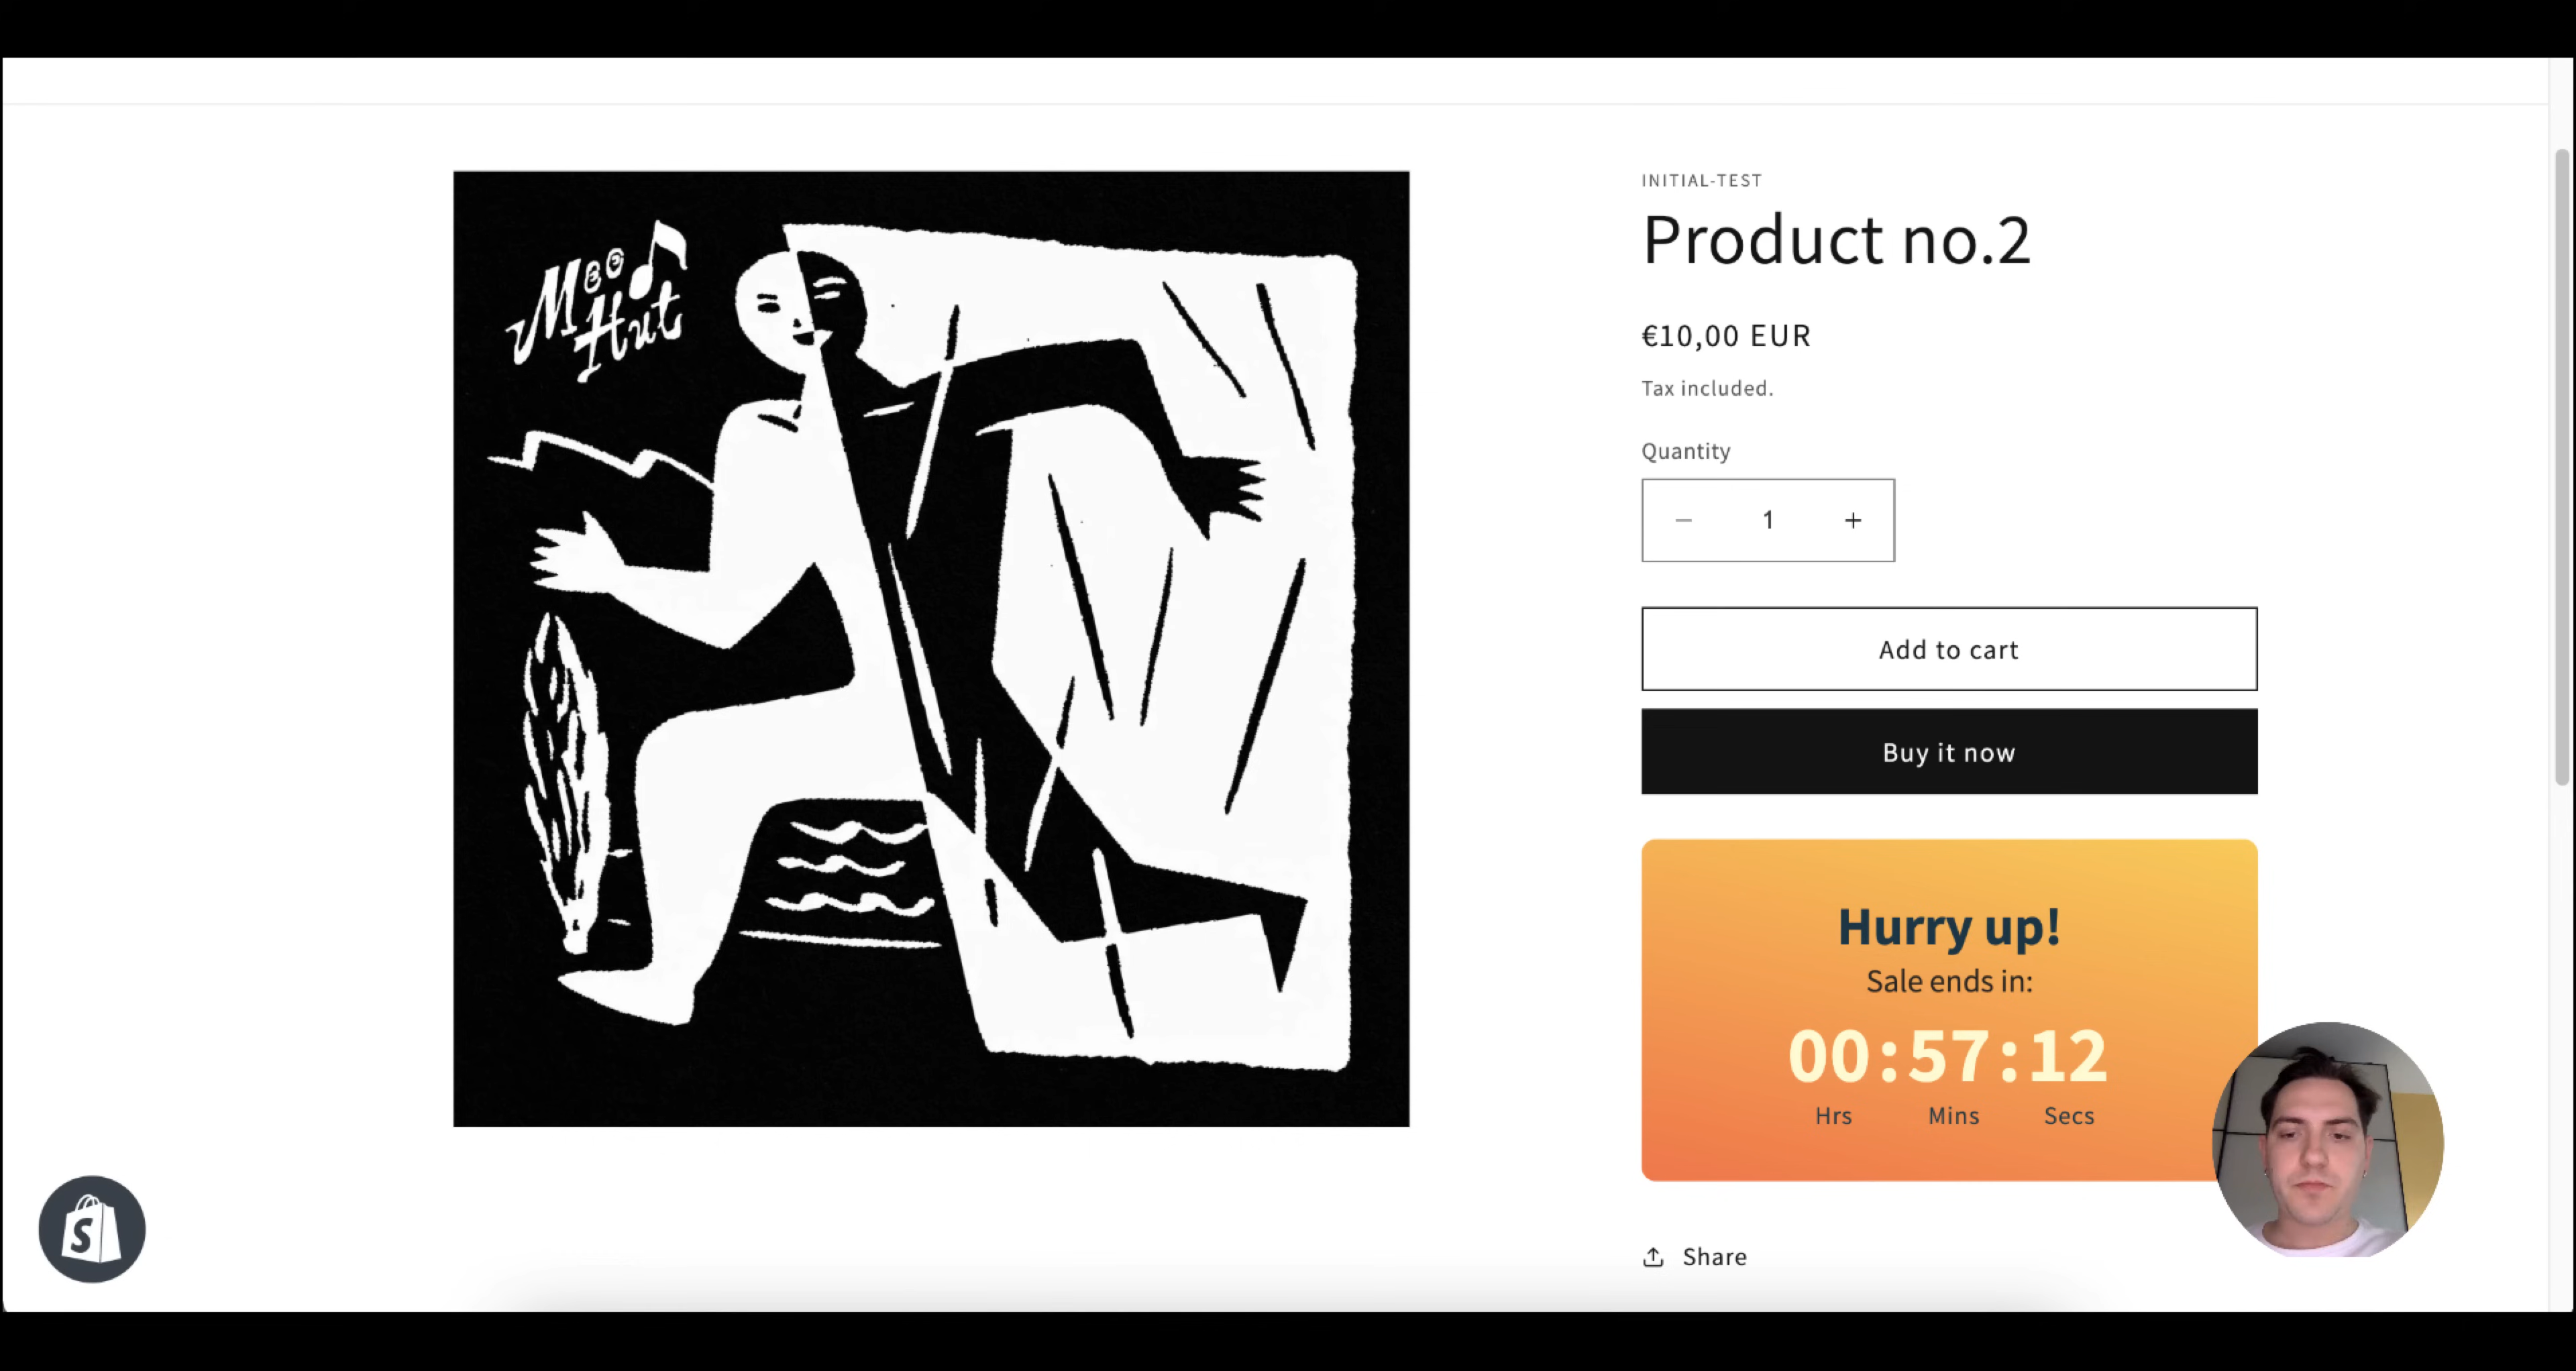 Moo
Hut
INITIAL-TEST
Product no.2
€10,00 EUR
Tax included.
Quantity
− 1 +
Add to cart
Buy it now
Hurry up!
Sale ends in:
00:57:12
Hrs Mins Secs
Share
S